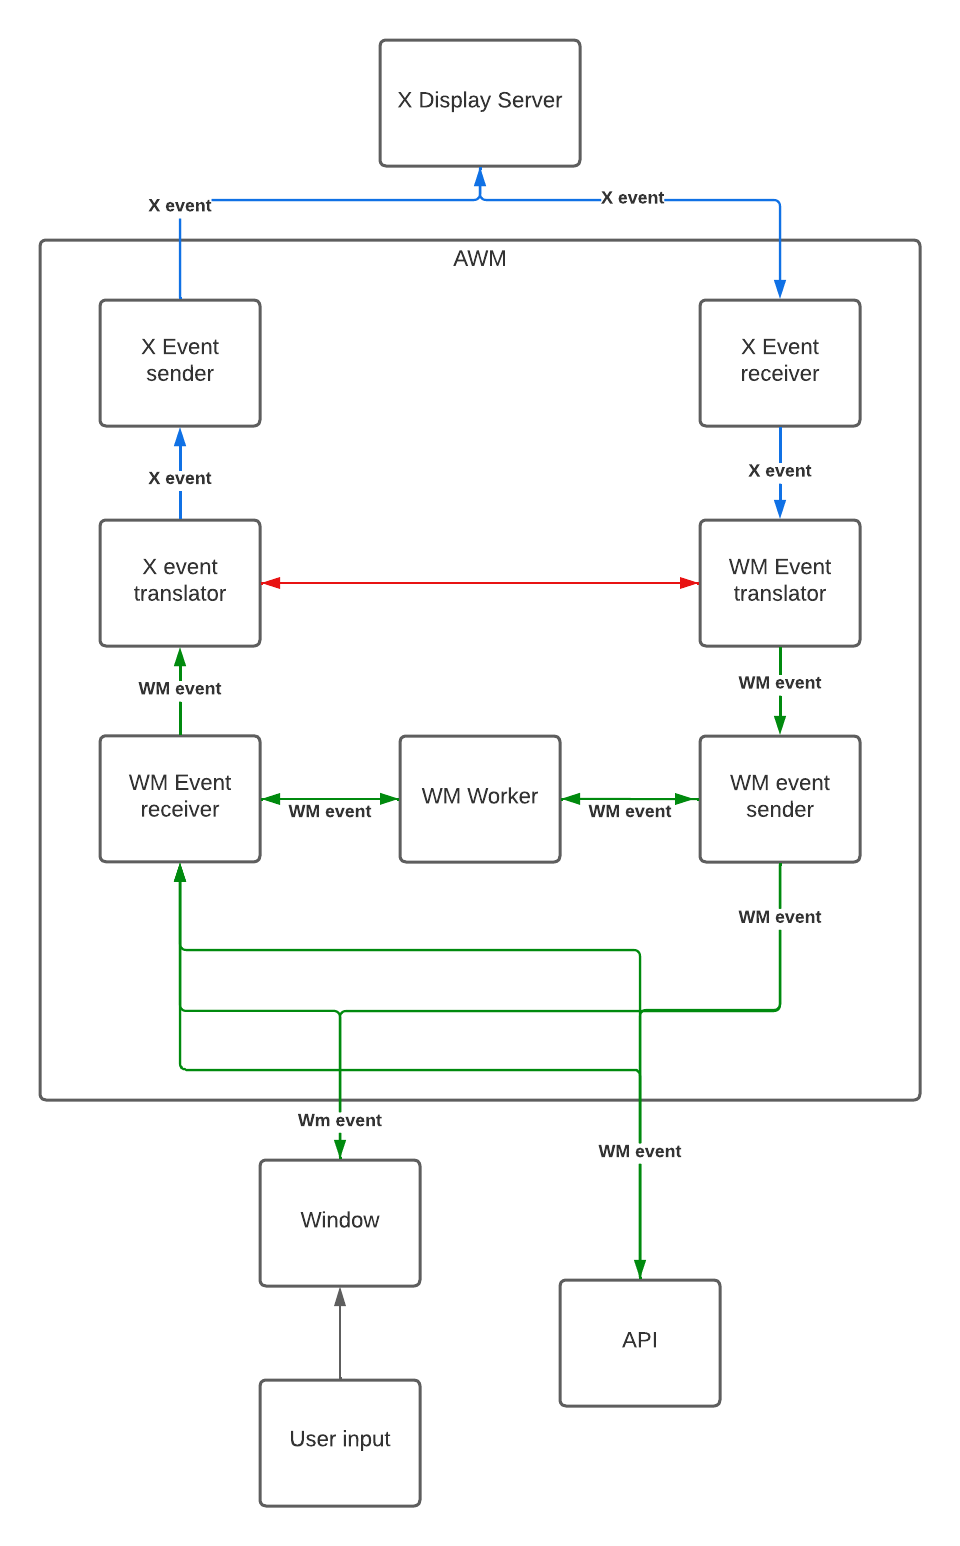 X Display Server
X event
X event
AWM
X Event
sender
X Event
receiver
X event
X event
X event
translator
WM Event
translator
WM event
WM event
WM Event
receiver
WM event
WM Worker
WM event
WM event
sender
WM event
Wm event
WM event
Window
API
User input